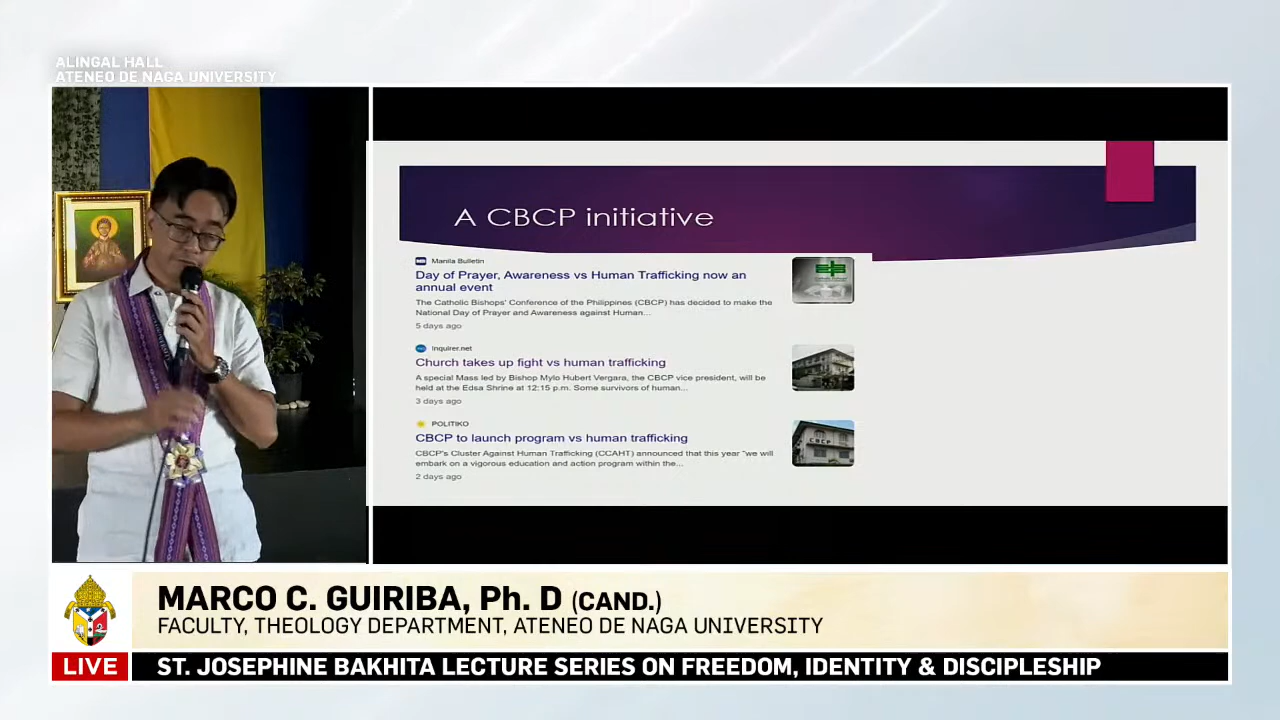 ALINGAL HALL
ATENEO DE NAGA UNIVERSITY
A CBCP initiative
Manila Bulletin
Day of Prayer, Awareness vs Human Trafficking now an
annual event
The Catholic Bishops' Conference of the Philippines (CBCP) has decided to make the
National Day of Prayer and Awareness against Human...
5 days ago
Inquirer.net
Church takes up fight vs human trafficking
A special Mass led by Bishop Mylo Hubert Vergara, the CBCP vice president, will be
held at the Edsa Shrine at 12:15 p.m. Some survivors of human...
3 days ago
POLITIKO
CBCP to launch program vs human trafficking
CBCP's Cluster Against Human Trafficking (CCAHT) announced that this year "we will
embark on a vigorous education and action program within the...
2 days ago
CBCP
MARCO C. GUIRIBA, Ph. D (CAND.)
FACULTY, THEOLOGY DEPARTMENT, ATENEO DE NAGA UNIVERSITY
LIVE
ST. JOSEPHINE BAKHITA LECTURE SERIES ON FREEDOM, IDENTITY & DISCIPLESHIP